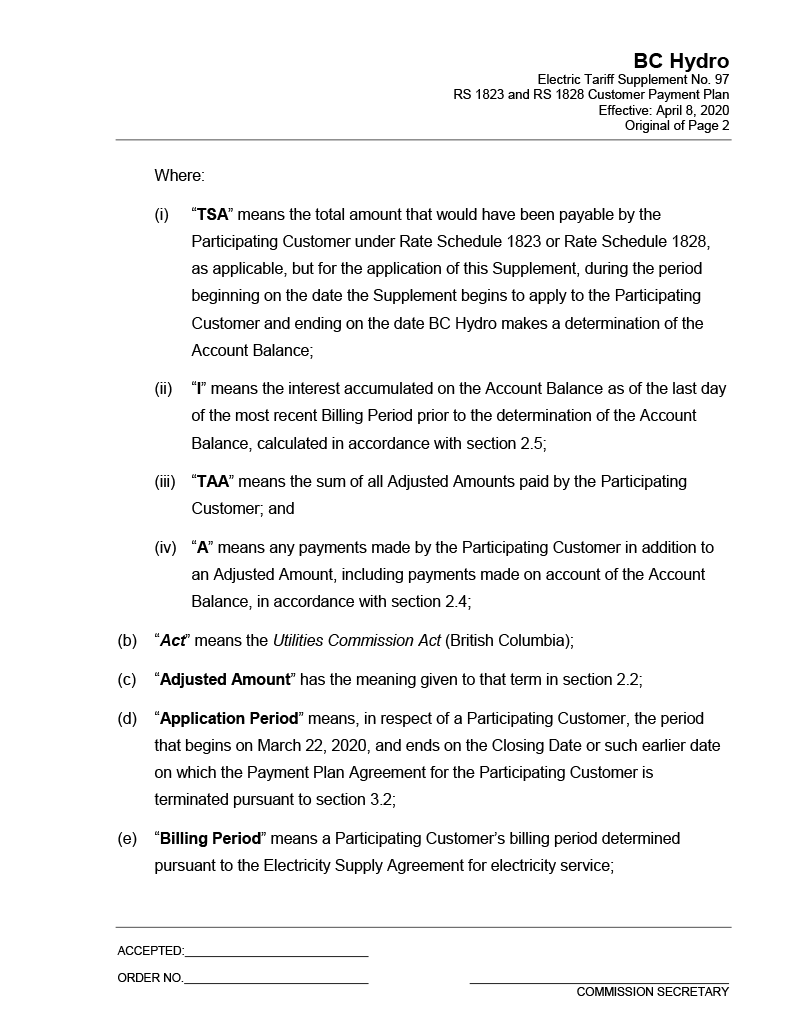 BC Hydro
Electric Tariff Supplement No. 97
RS 1823 and RS 1828 Customer Payment Plan
Effective: April 8, 2020
Original of Page 2
Where:
(i) “TSA” means the total amount that would have been payable by the
Participating Customer under Rate Schedule 1823 or Rate Schedule 1828,
as applicable, but for the application of this Supplement, during the period
beginning on the date the Supplement begins to apply to the Participating
Customer and ending on the date BC Hydro makes a determination of the
Account Balance;
(ii) “I” means the interest accumulated on the Account Balance as of the last day
of the most recent Billing Period prior to the determination of the Account
Balance, calculated in accordance with section 2.5;
(iii) “TAA” means the sum of all Adjusted Amounts paid by the Participating
Customer; and
(iv) “A” means any payments made by the Participating Customer in addition to
an Adjusted Amount, including payments made on account of the Account
Balance, in accordance with section 2.4;
(b) “Act” means the Utilities Commission Act (British Columbia);
(c) “Adjusted Amount” has the meaning given to that term in section 2.2;
(d) “Application Period” means, in respect of a Participating Customer, the period
that begins on March 22, 2020, and ends on the Closing Date or such earlier date
on which the Payment Plan Agreement for the Participating Customer is
terminated pursuant to section 3.2;
(e) “Billing Period” means a Participating Customer’s billing period determined
pursuant to the Electricity Supply Agreement for electricity service;
ACCEPTED:
ORDER NO.
COMMISSION SECRETARY